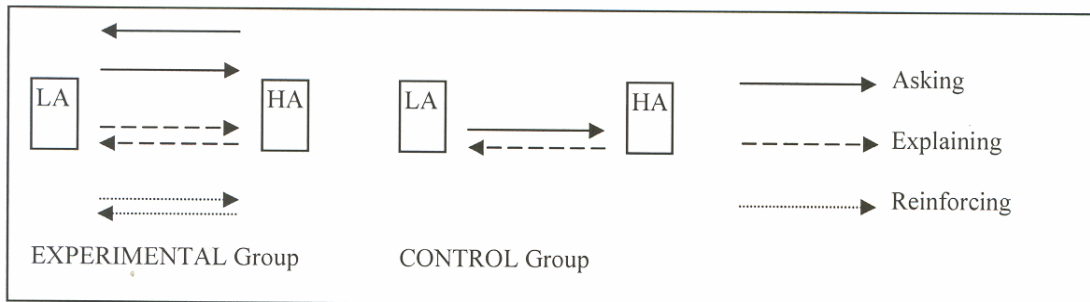 LA
HA
LA
HA
Asking
Explaining
Reinforcing
EXPERIMENTAL Group
CONTROL Group